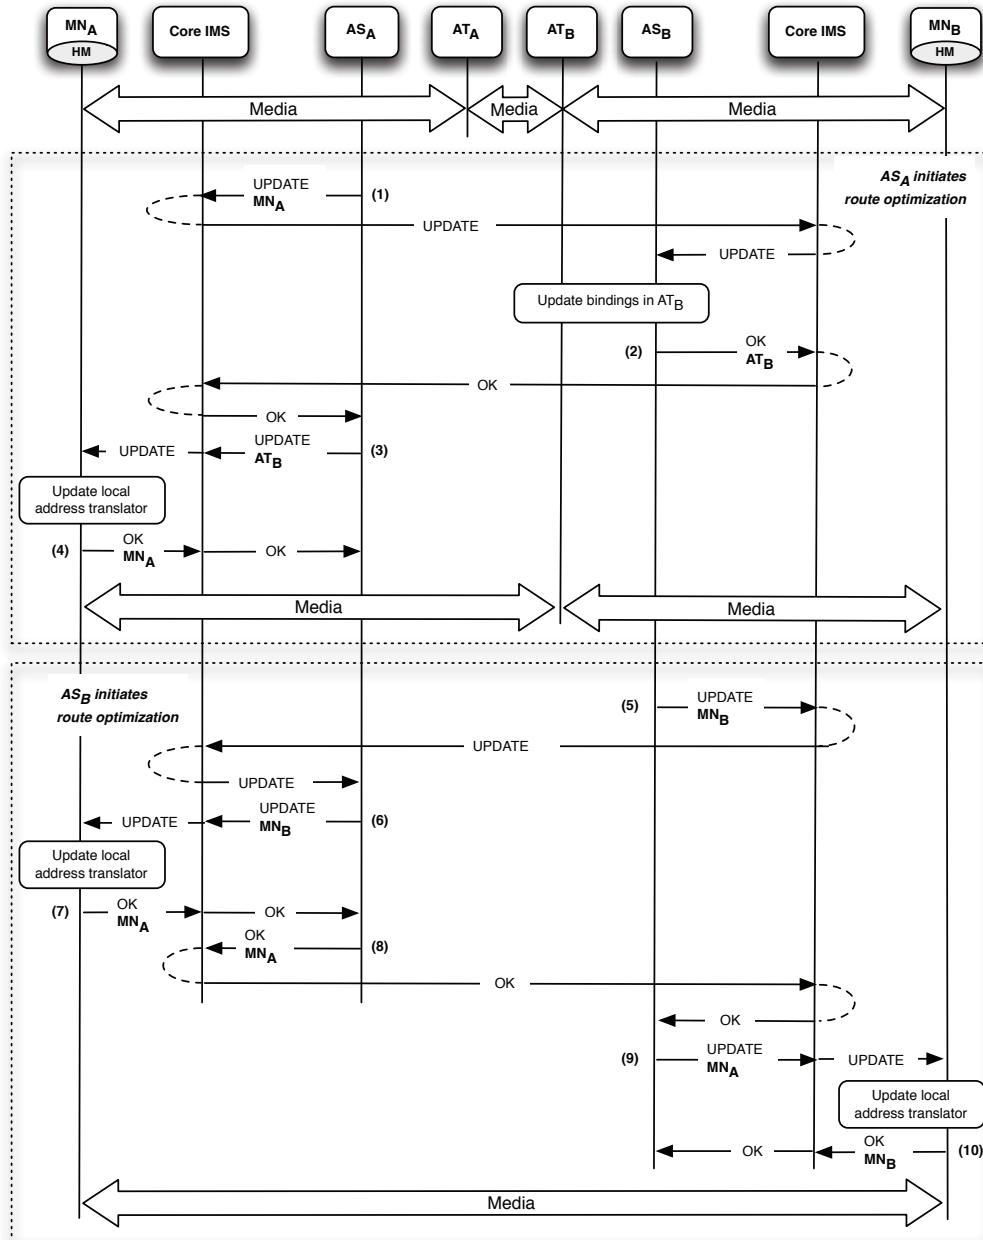 MNA Core IMS ASA ATA ATB ASB Core IMS MNB
HM HM
Media Media Media
ASA initiates
route optimization
UPDATE (1)
MNA
UPDATE
UPDATE
Update bindings in ATB
(2) OK
ATB
OK
OK
UPDATE UPDATE (3)
ATB
Update local
address translator
(4) OK OK
MNA
Media Media
ASB initiates
route optimization
(5) UPDATE
MNB
UPDATE
UPDATE
UPDATE UPDATE (6)
MNB
Update local
address translator
(7) OK OK
MNA
OK (8)
MNA
OK
OK
(9) UPDATE UPDATE
MNA
Update local
address translator
OK OK (10)
MNB
Media